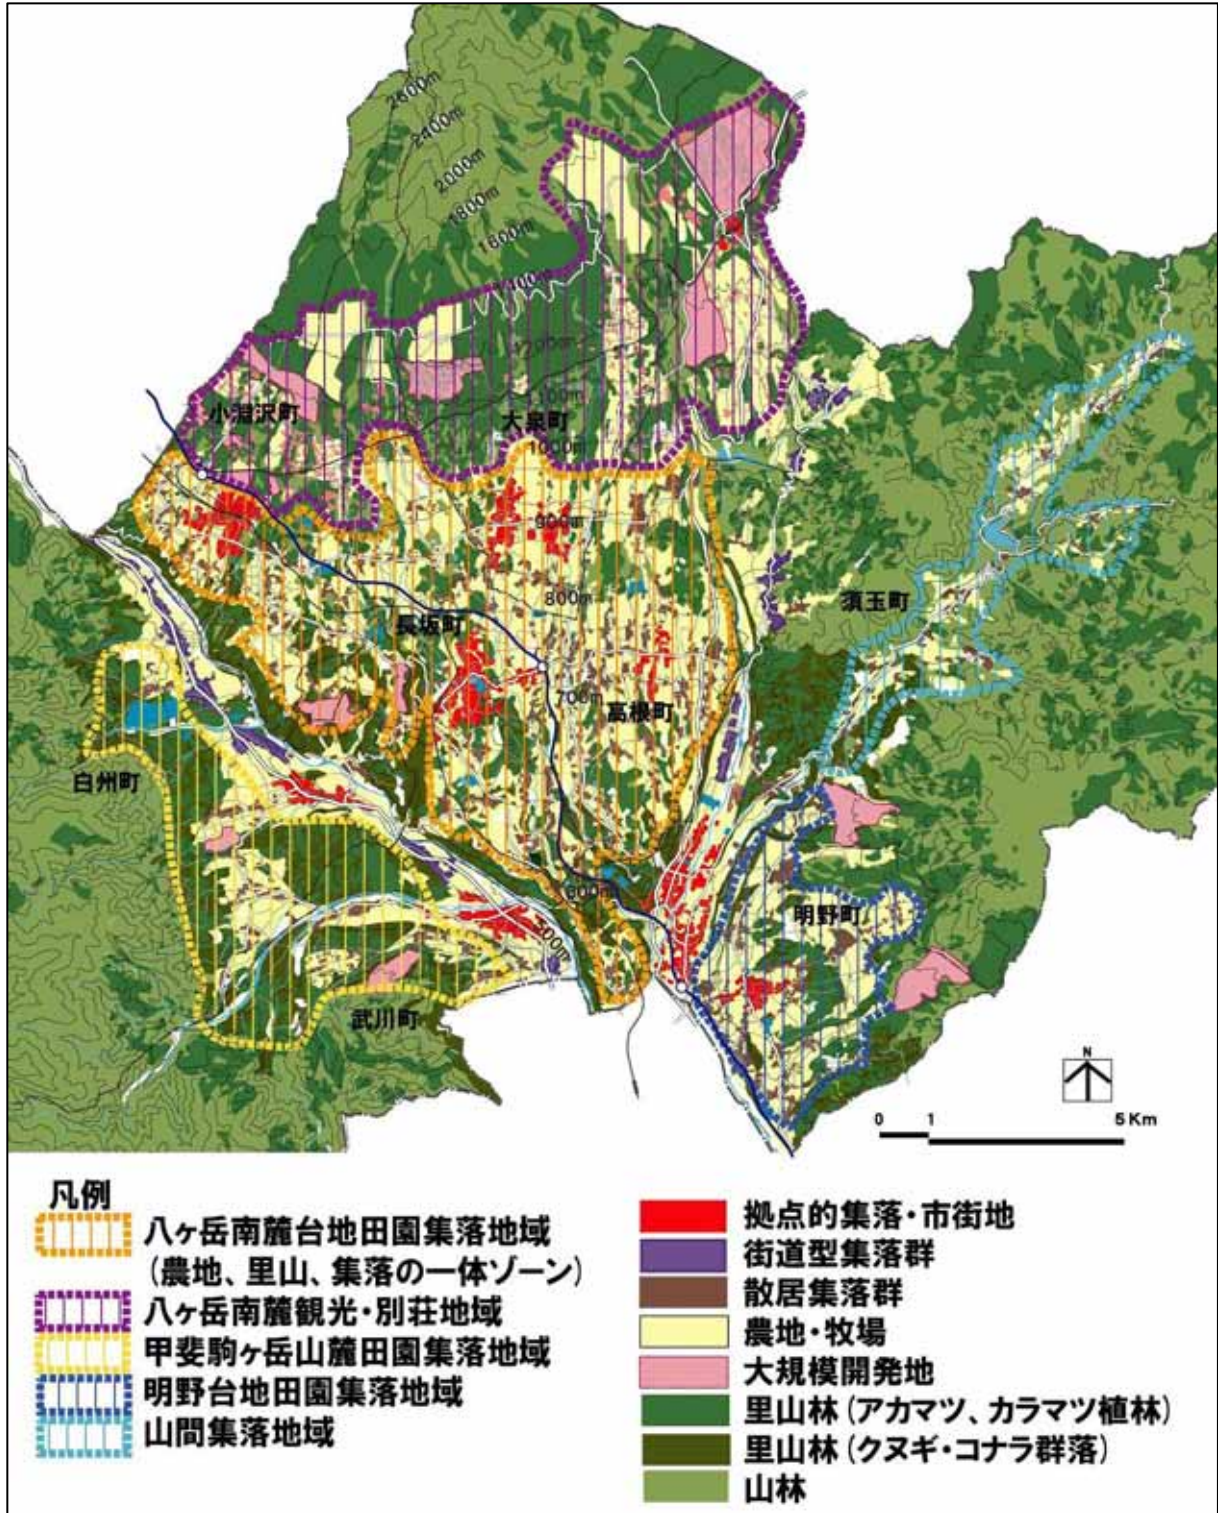 2600m
2400m
2000m
1800m
1600m
1400m
1200m
小淵沢町
1100m
大泉町
1000m
900m
800m
須玉町
長坂町
700m
高根町
白州町
600m
明野町
500m
武川町
N
0 1 5Km
凡例
八ヶ岳南麓台地田園集落地域
(農地、里山、集落の一体ゾーン)
八ヶ岳南麓観光・別荘地域
甲斐駒ヶ岳山麓田園集落地域
明野台地田園集落地域
山間集落地域
拠点的集落・市街地
街道型集落群
散居集落群
農地・牧場
大規模開発地
里山林(アカマツ、カラマツ植林)
里山林(クヌギ・コナラ群落)
山林